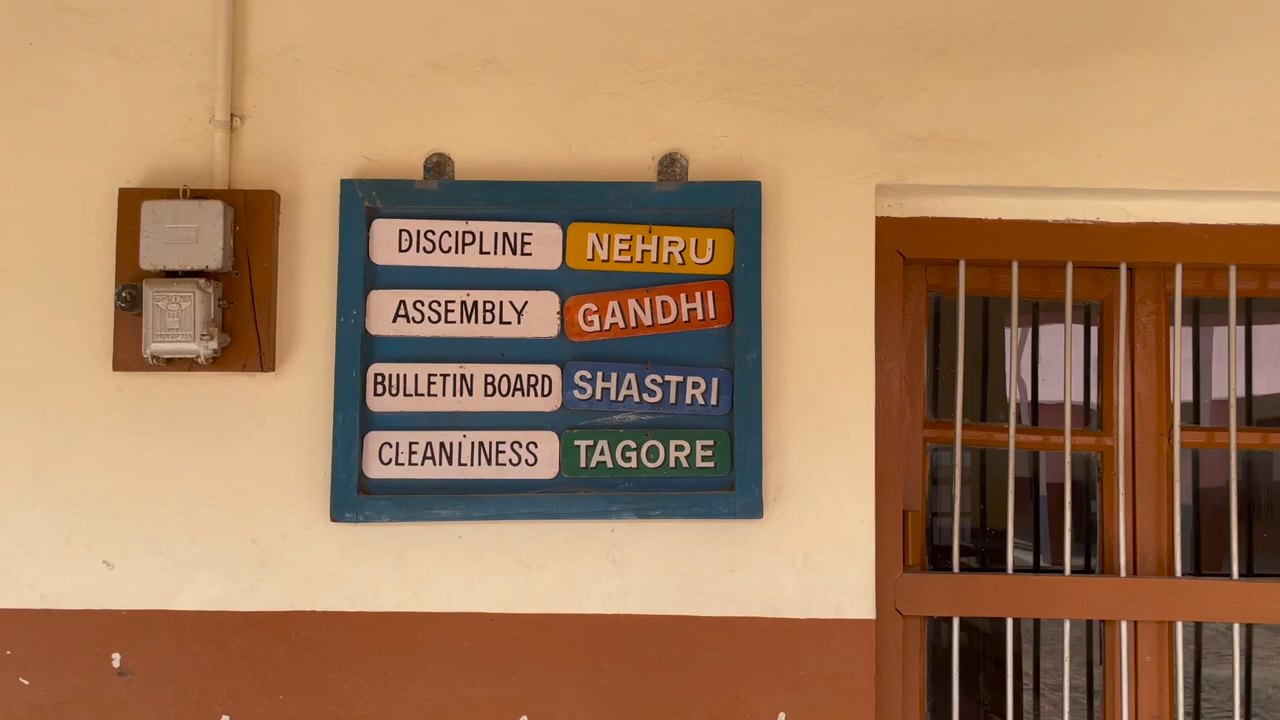 DISCIPLINE NEHRU
ASSEMBLY GANDHI
BULLETIN BOARD SHASTRI
CLEANLINESS TAGORE